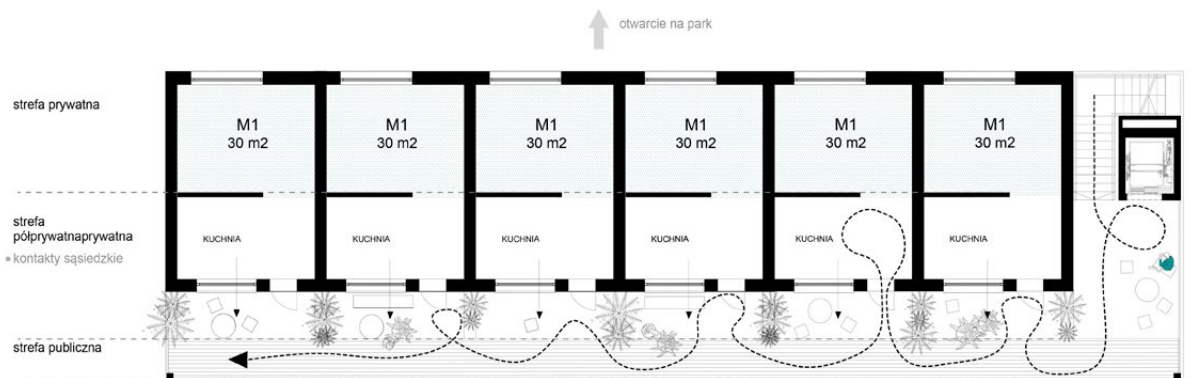 otwarcie na park
strefa prywatna
M1
30 m2
M1
30 m2
M1
30 m2
M1
30 m2
M1
30 m2
M1
30 m2
strefa
półprywatnaprywatna
• kontakty sąsiedzkie
KUCHNIA
KUCHNIA
KUCHNIA
KUCHNIA
KUCHNIA
KUCHNIA
strefa publiczna